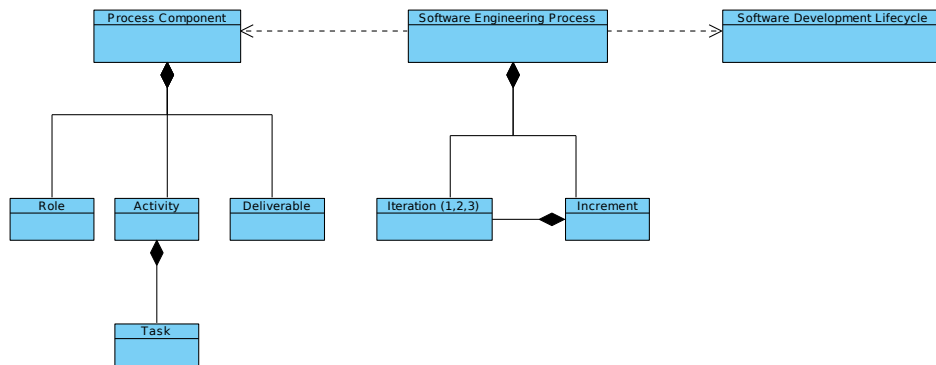 Process Component
Software Engineering Process
Software Development Lifecycle
Role
Activity
Deliverable
Iteration (1,2,3)
Increment
Task